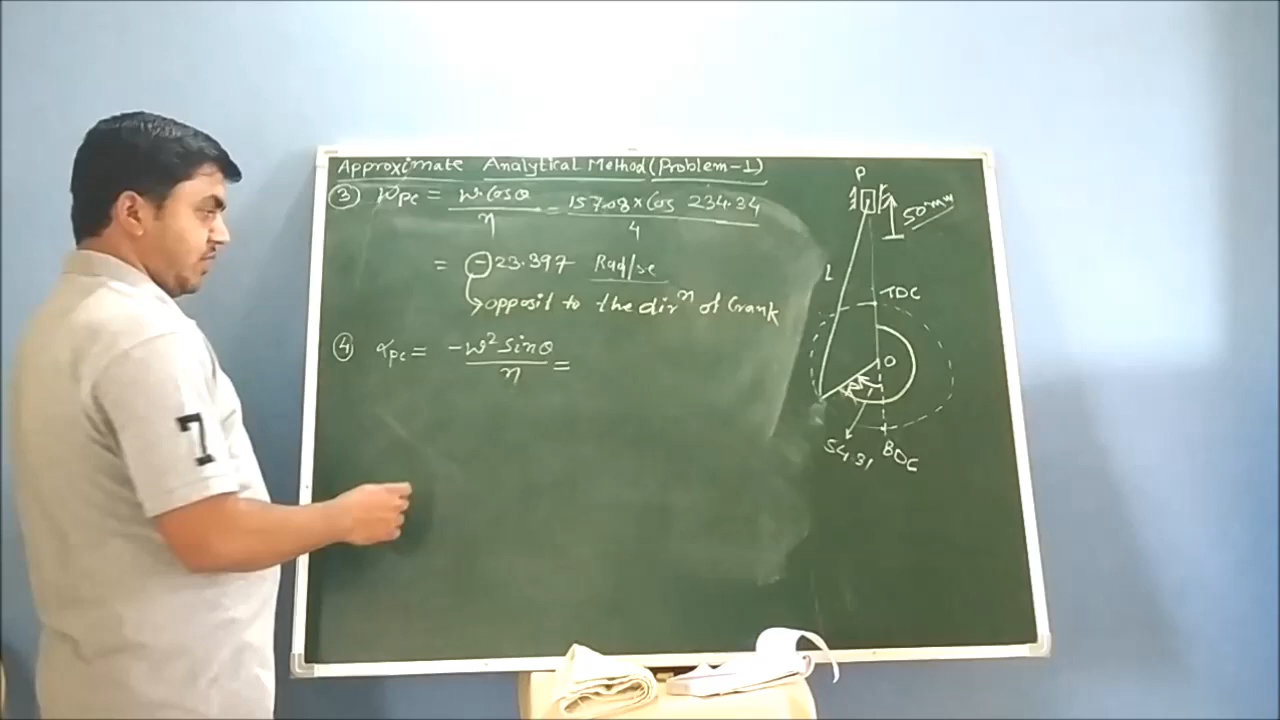 Approximate Analytical Method (Problem-1)
③ ωpc = ω.Cosθ / n = 157.08 x Cos 234.34 / 4
= -23.397 Rad/se
opposit to the dirⁿ of Crank
④ αpc = -ω² Sinθ / n =
P
50mm
L
TDC
O
54.31
BDC
7